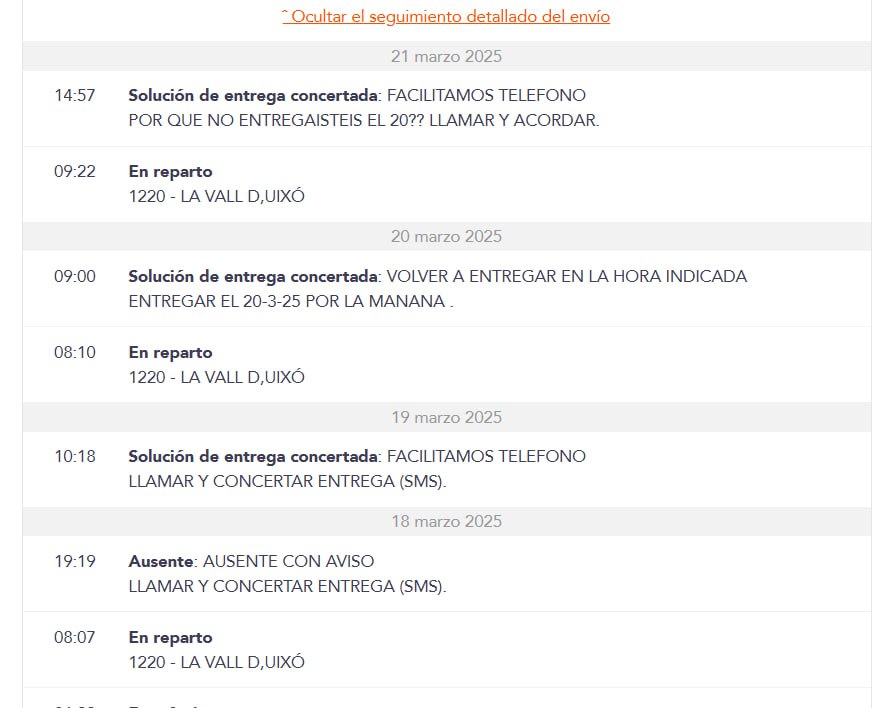 ˆ Ocultar el seguimiento detallado del envío
21 marzo 2025
14:57 Solución de entrega concertada: FACILITAMOS TELEFONO
POR QUE NO ENTREGAISTEIS EL 20?? LLAMAR Y ACORDAR.
09:22 En reparto
1220 - LA VALL D,UIXÓ
20 marzo 2025
09:00 Solución de entrega concertada: VOLVER A ENTREGAR EN LA HORA INDICADA
ENTREGAR EL 20-3-25 POR LA MANANA .
08:10 En reparto
1220 - LA VALL D,UIXÓ
19 marzo 2025
10:18 Solución de entrega concertada: FACILITAMOS TELEFONO
LLAMAR Y CONCERTAR ENTREGA (SMS).
18 marzo 2025
19:19 Ausente: AUSENTE CON AVISO
LLAMAR Y CONCERTAR ENTREGA (SMS).
08:07 En reparto
1220 - LA VALL D,UIXÓ